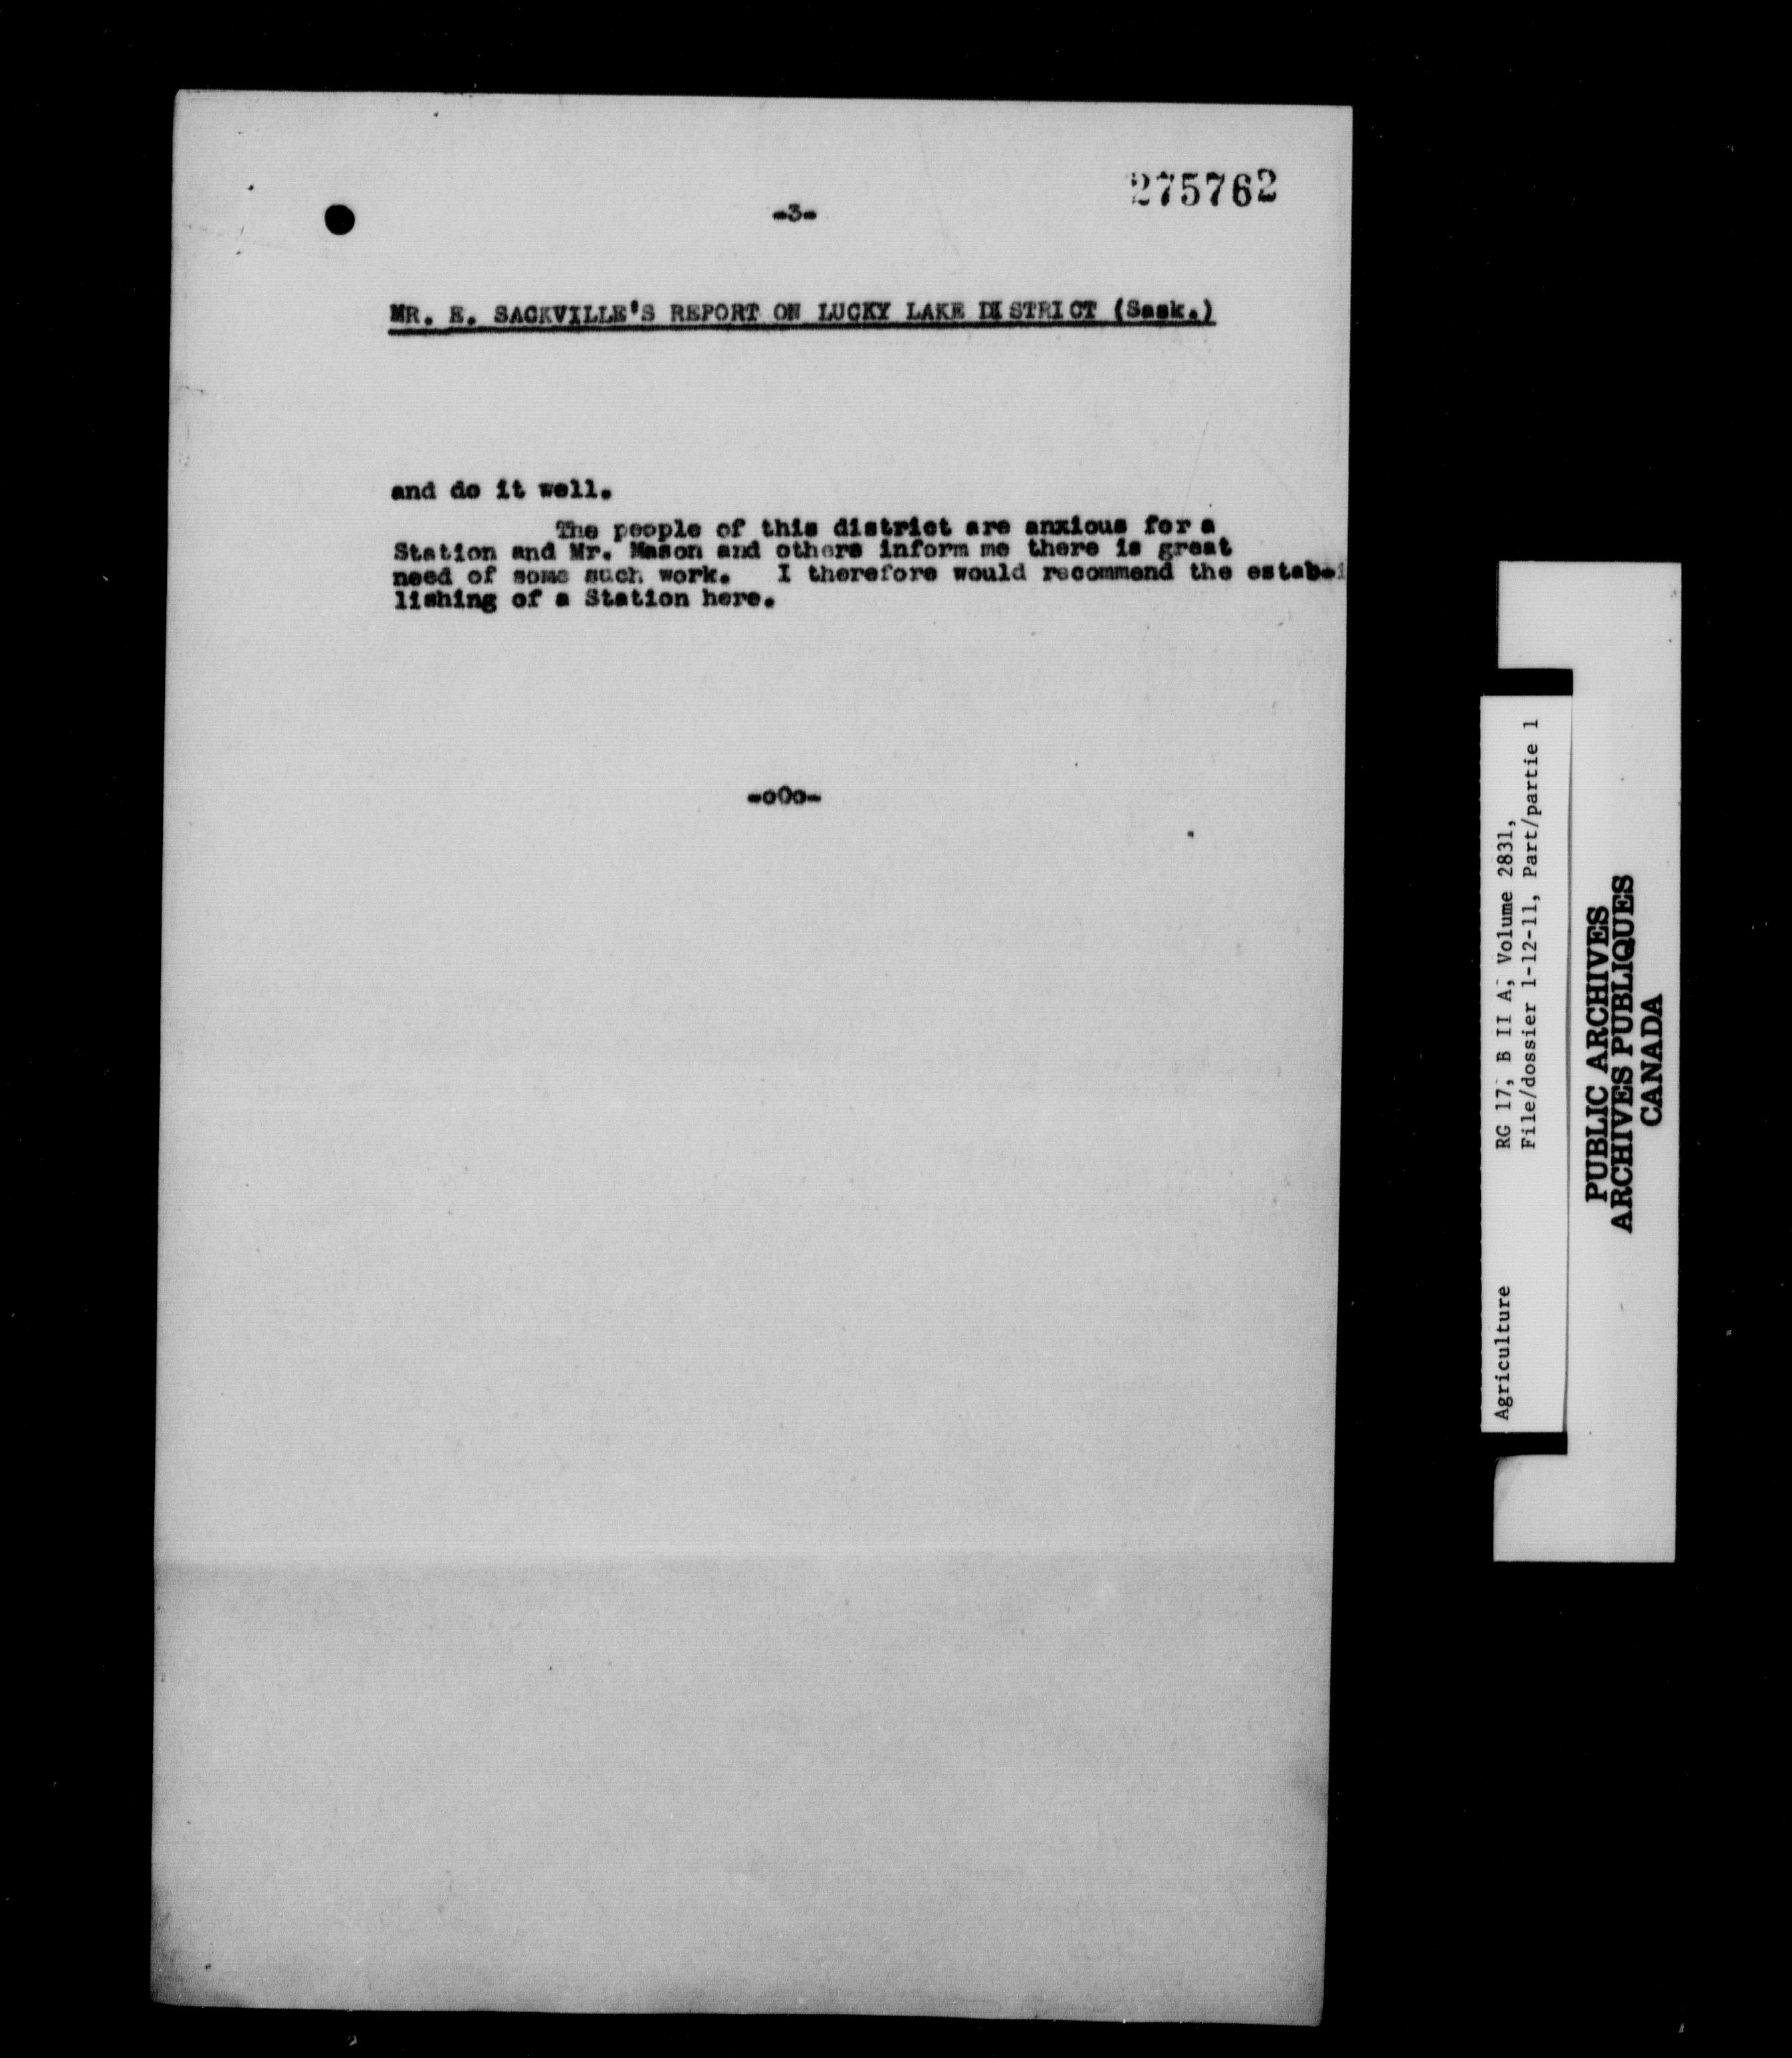 275762
-3-
MR. E. SACKVILLE'S REPORT ON LUCKY LAKE DISTRICT (Sask.)
and do it well.
The people of this district are anxious for a
Station and Mr. Mason and others inform me there is great
need of some such work. I therefore would recommend the estab-
lishing of a Station here.
-oOo-
Agriculture RG 17, B II A, Volume 2831,
File/dossier 1-12-11, Part/partie 1
PUBLIC ARCHIVES
ARCHIVES PUBLIQUES
CANADA